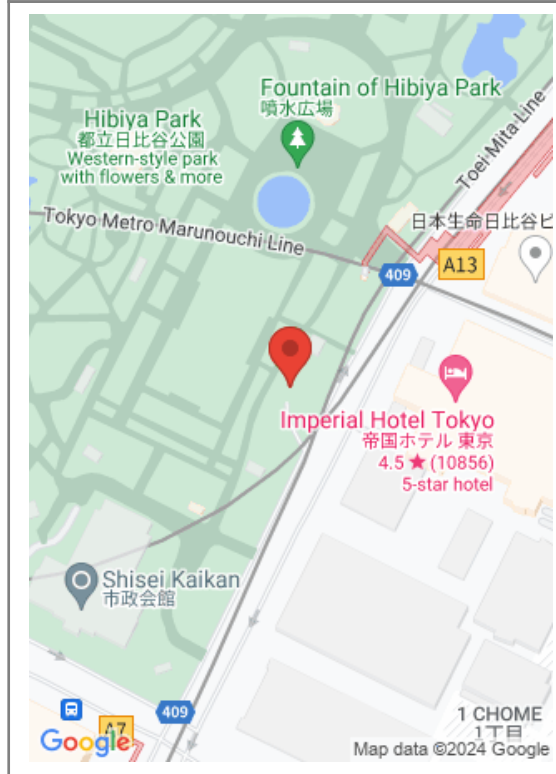 Fountain of Hibiya Park
噴水広場
Hibiya Park
都立日比谷公園
Western-style park
with flowers & more
Toei Mita Line
Tokyo Metro Marunouchi Line
日本生命日比谷ビ
A13
409
Imperial Hotel Tokyo
帝国ホテル 東京
4.5 ★ (10856)
5-star hotel
Shisei Kaikan
市政会館
409
A7
1 CHOME
1丁目
Google
Map data ©2024 Google